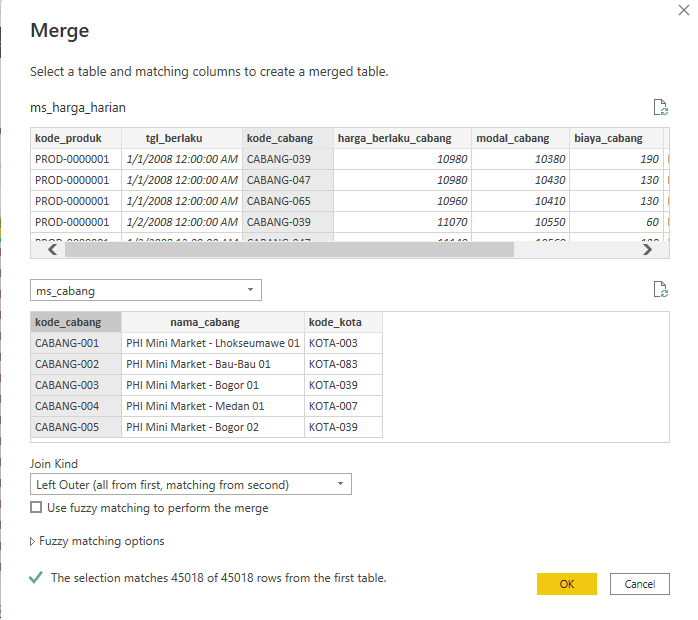 Merge
Select a table and matching columns to create a merged table.
ms_harga_harian
kode_produk tgl_berlaku kode_cabang harga_berlaku_cabang modal_cabang biaya_cabang
PROD-0000001 1/1/2008 12:00:00 AM CABANG-039 10980 10380 190
PROD-0000001 1/1/2008 12:00:00 AM CABANG-047 10980 10430 130
PROD-0000001 1/1/2008 12:00:00 AM CABANG-065 10960 10410 130
PROD-0000001 1/2/2008 12:00:00 AM CABANG-039 11070 10550 60
ms_cabang
kode_cabang nama_cabang kode_kota
CABANG-001 PHI Mini Market - Lhokseumawe 01 KOTA-003
CABANG-002 PHI Mini Market - Bau-Bau 01 KOTA-083
CABANG-003 PHI Mini Market - Bogor 01 KOTA-039
CABANG-004 PHI Mini Market - Medan 01 KOTA-007
CABANG-005 PHI Mini Market - Bogor 02 KOTA-039
Join Kind
Left Outer (all from first, matching from second)
Use fuzzy matching to perform the merge
Fuzzy matching options
The selection matches 45018 of 45018 rows from the first table.
OK Cancel